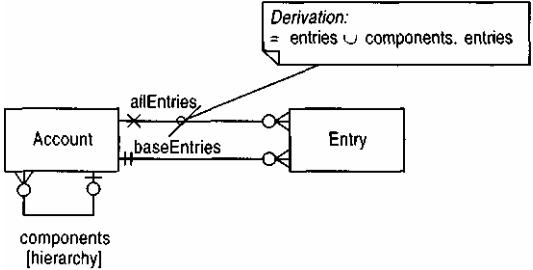 Derivation:
= entries ∪ components. entries
allEntries
Account
Entry
baseEntries
components
[hierarchy]